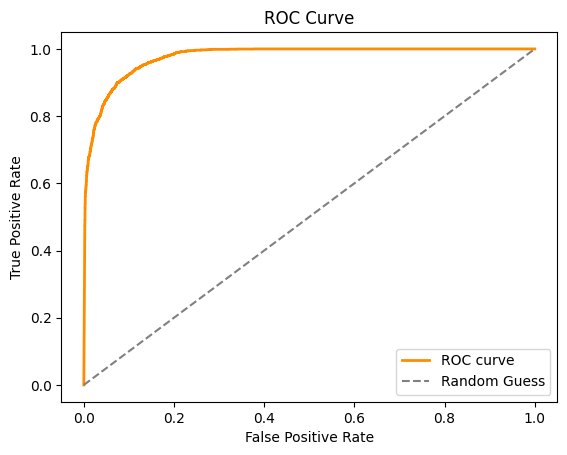 ROC Curve
True Positive Rate
1.0
0.8
0.6
0.4
0.2
0.0
ROC curve
Random Guess
0.0 0.2 0.4 0.6 0.8 1.0
False Positive Rate